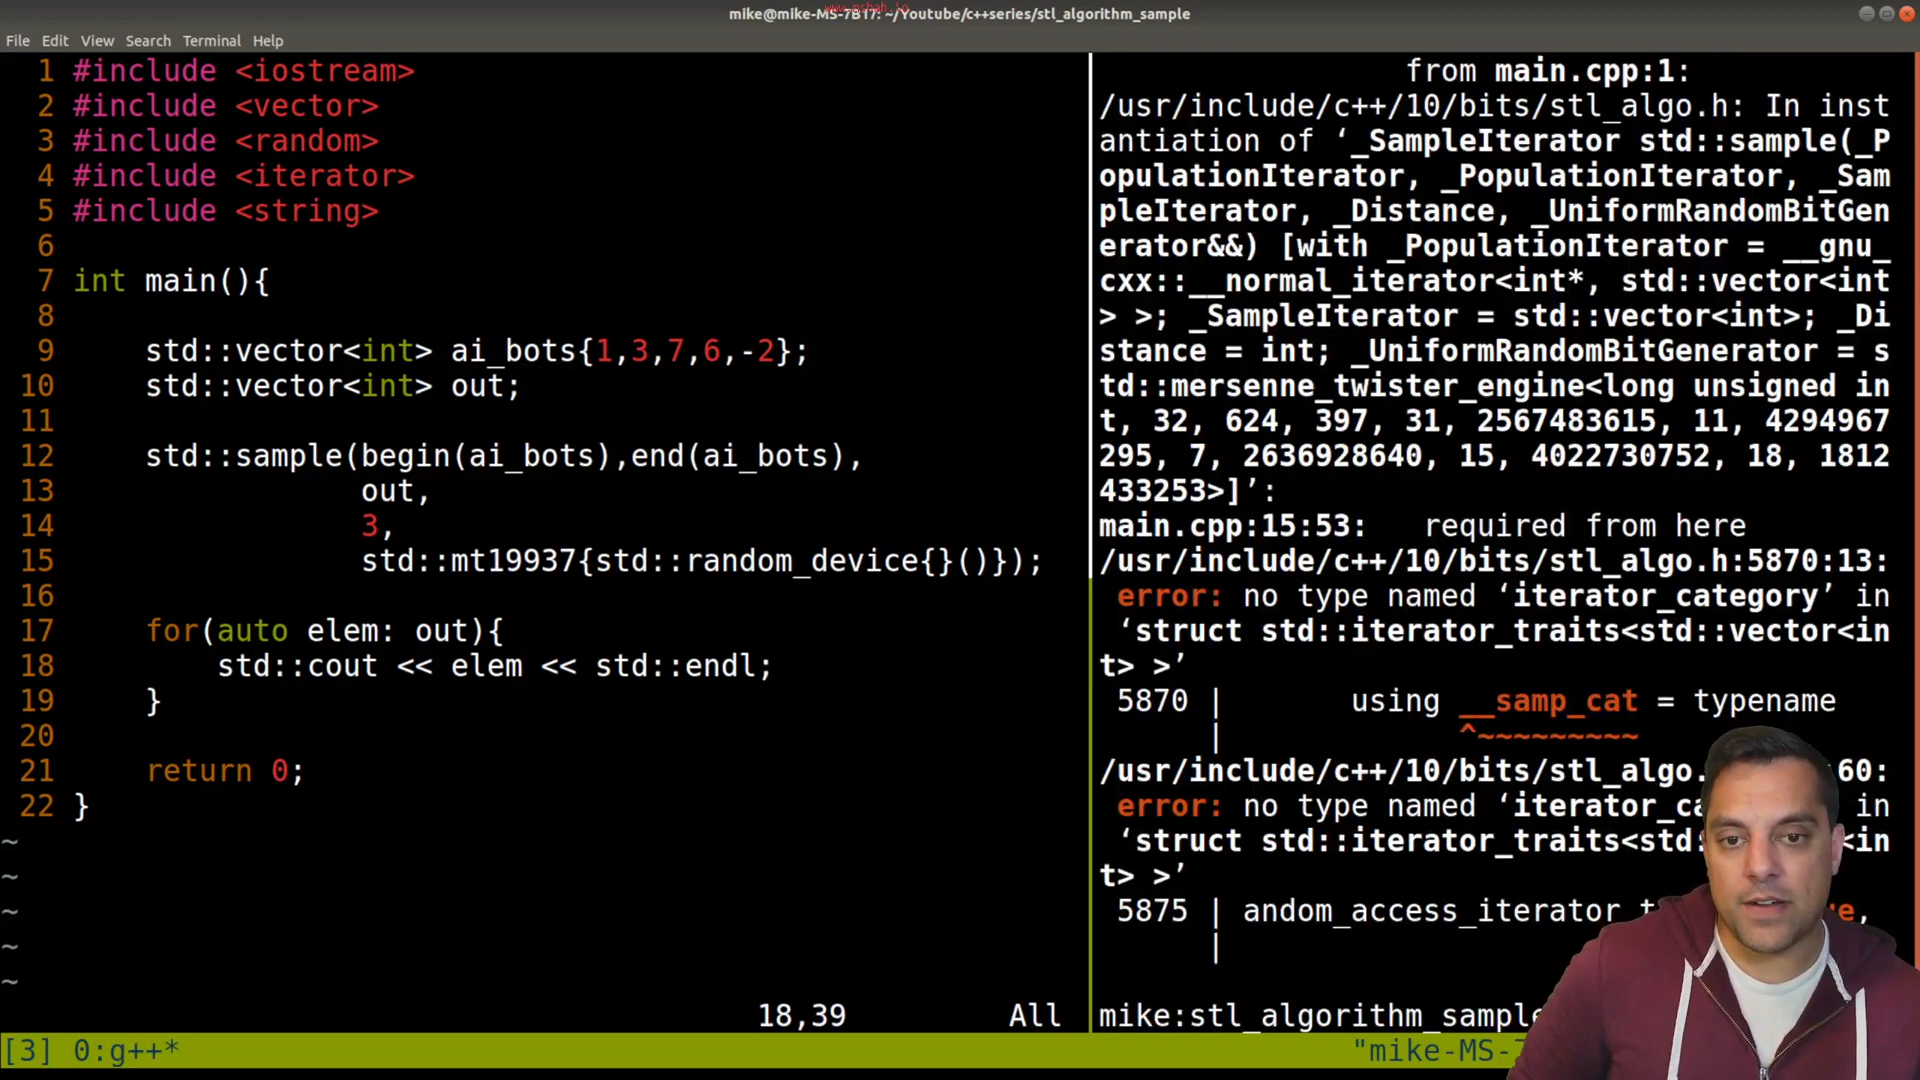 www.mshah.io
mike@mike-MS-7B17: ~/Youtube/c++series/stl_algorithm_sample
File Edit View Search Terminal Help
1 #include <iostream>
2 #include <vector>
3 #include <random>
4 #include <iterator>
5 #include <string>
6
7 int main(){
8
9     std::vector<int> ai_bots{1,3,7,6,-2};
10     std::vector<int> out;
11
12     std::sample(begin(ai_bots),end(ai_bots),
13                 out,
14                 3,
15                 std::mt19937{std::random_device{}()});
16
17     for(auto elem: out){
18         std::cout << elem << std::endl;
19     }
20
21     return 0;
22 }
~
~
~
~
~
18,39 All
from main.cpp:1:
/usr/include/c++/10/bits/stl_algo.h: In inst
antiation of ‘_SampleIterator std::sample(_P
opulationIterator, _PopulationIterator, _Sam
pleIterator, _Distance, _UniformRandomBitGen
erator&&) [with _PopulationIterator = __gnu_
cxx::__normal_iterator<int*, std::vector<int
> >; _SampleIterator = std::vector<int>; _Di
stance = int; _UniformRandomBitGenerator = s
td::mersenne_twister_engine<long unsigned in
t, 32, 624, 397, 31, 2567483615, 11, 4294967
295, 7, 2636928640, 15, 4022730752, 18, 1812
433253>]’:
main.cpp:15:53:   required from here
/usr/include/c++/10/bits/stl_algo.h:5870:13:
error: no type named ‘iterator_category’ in
‘struct std::iterator_traits<std::vector<in
t> >’
5870 |       using __samp_cat = typename
|             ^~~~~~~~~~
/usr/include/c++/10/bits/stl_algo. 60:
error: no type named ‘iterator_ca in
‘struct std::iterator_traits<std: <in
t> >’
5875 | andom_access_iterator_t e,
|
mike:stl_algorithm_sample
[3] 0:g++* "mike-MS-7